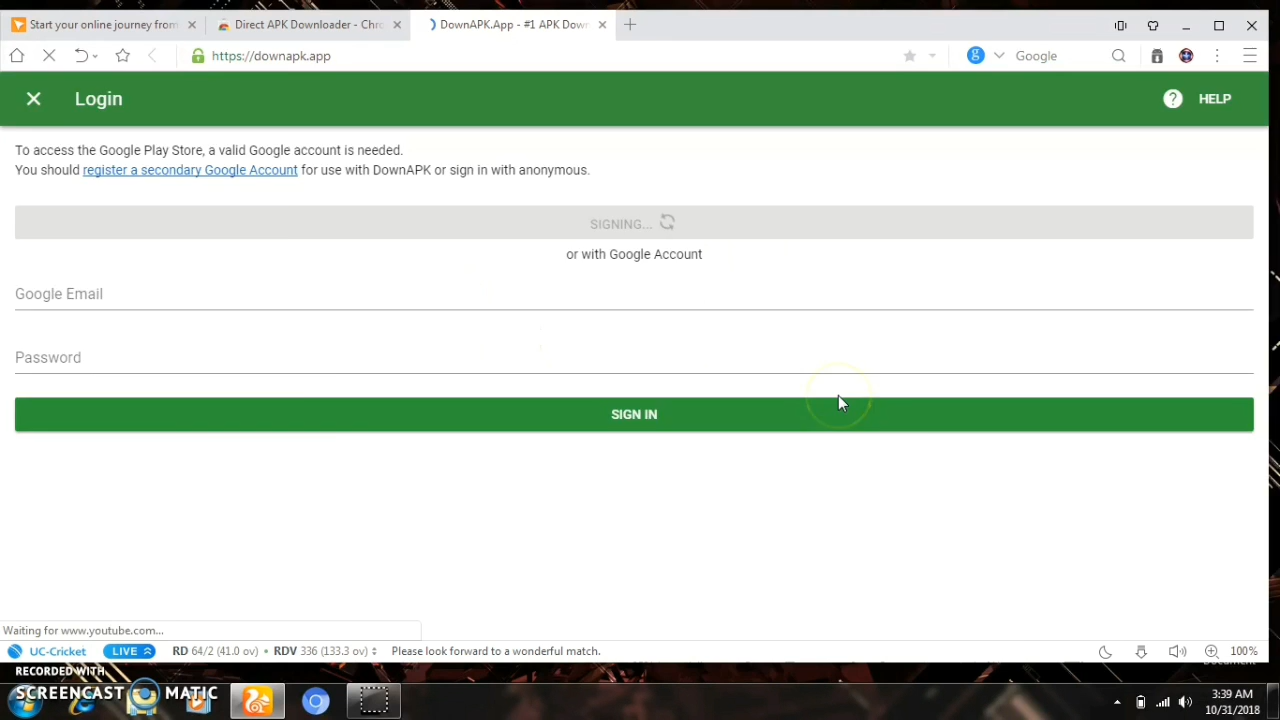 Start your online journey from
Direct APK Downloader - Chro
DownAPK.App - #1 APK Down
https://downapk.app
Google
Login
HELP
To access the Google Play Store, a valid Google account is needed.
You should register a secondary Google Account for use with DownAPK or sign in with anonymous.
SIGNING...
or with Google Account
Google Email
Password
SIGN IN
Waiting for www.youtube.com...
UC-Cricket LIVE RD 64/2 (41.0 ov) • RDV 336 (133.3 ov) Please look forward to a wonderful match.
100%
RECORDED WITH
SCREENCAST MATIC
3:39 AM
10/31/2018